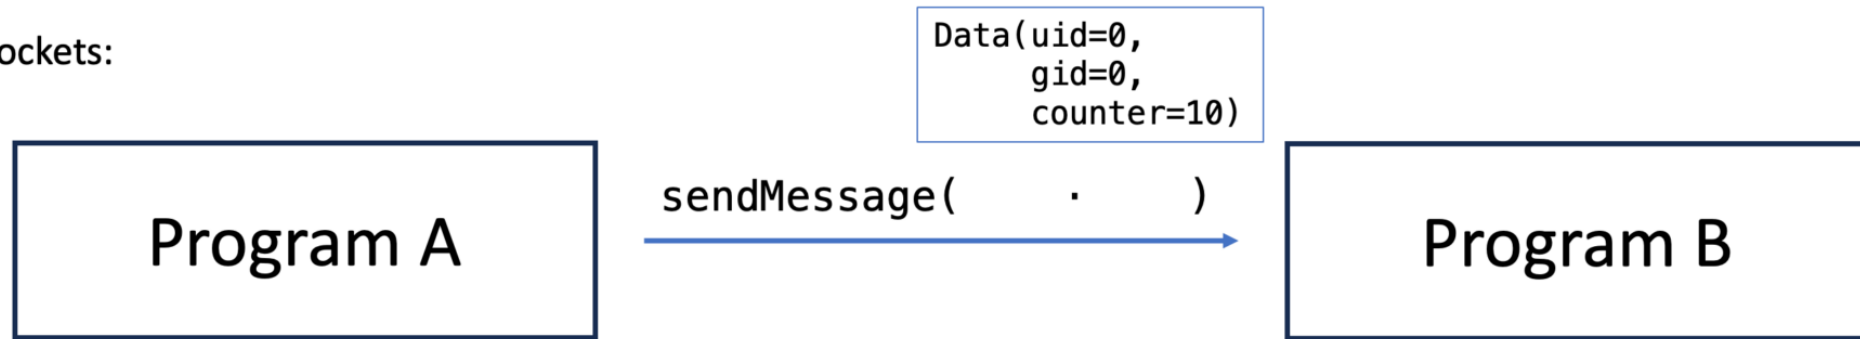 ockets:
Data(uid=0,
gid=0,
counter=10)
sendMessage( · )
Program A
Program B